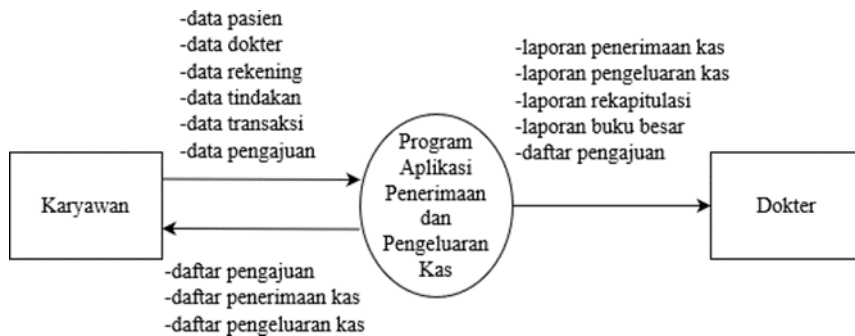 -data pasien
-data dokter
-data rekening
-data tindakan
-data transaksi
-data pengajuan
-laporan penerimaan kas
-laporan pengeluaran kas
-laporan rekapitulasi
-laporan buku besar
-daftar pengajuan
Karyawan
Program
Aplikasi
Penerimaan
dan
Pengeluaran
Kas
Dokter
-daftar pengajuan
-daftar penerimaan kas
-daftar pengeluaran kas